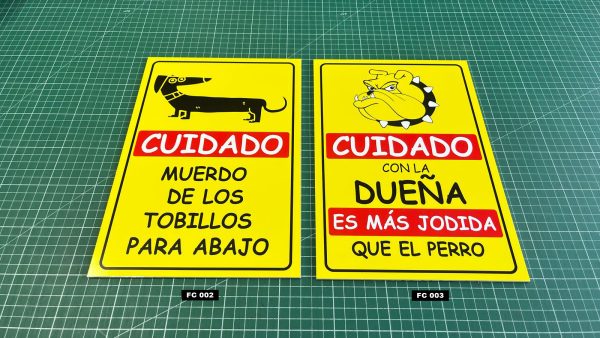 CUIDADO
MUERDO
DE LOS
TOBILLOS
PARA ABAJO
FC 002
CUIDADO
CON LA
DUEÑA
ES MÁS JODIDA
QUE EL PERRO
FC 003